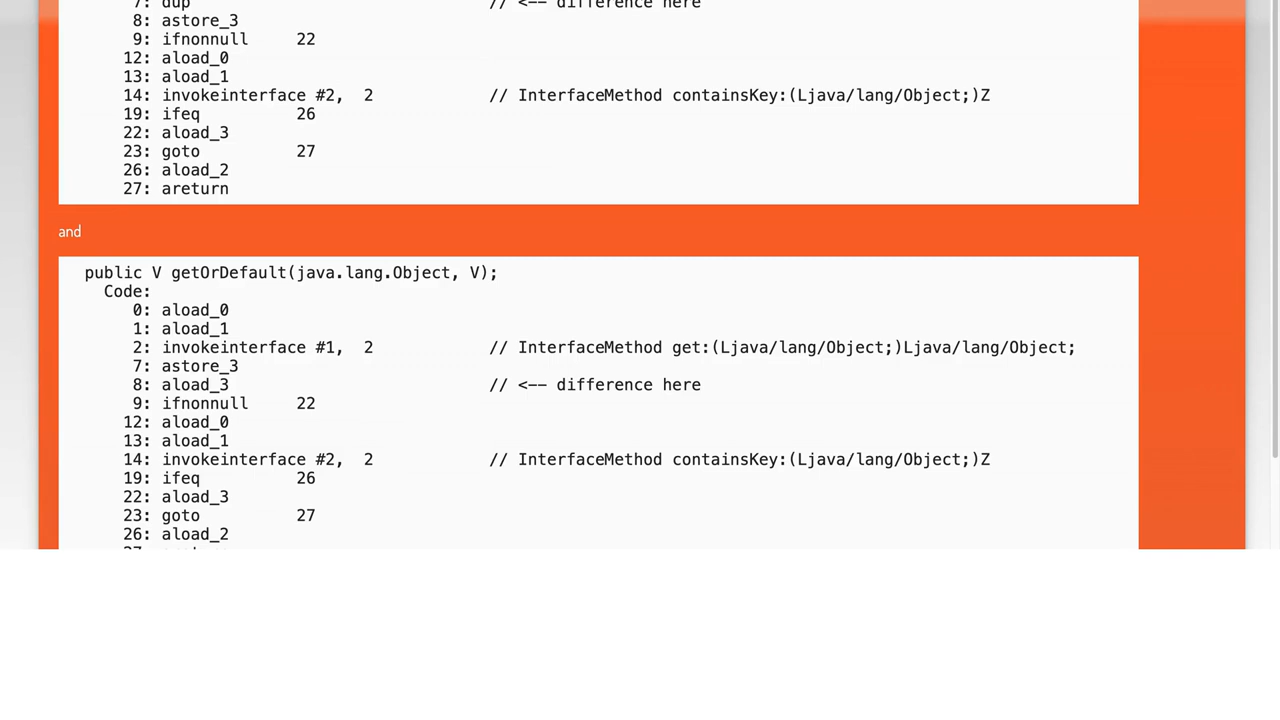 7: dup // <-- difference here
8: astore_3
9: ifnonnull 22
12: aload_0
13: aload_1
14: invokeinterface #2, 2 // InterfaceMethod containsKey:(Ljava/lang/Object;)Z
19: ifeq 26
22: aload_3
23: goto 27
26: aload_2
27: areturn
and
public V getOrDefault(java.lang.Object, V);
Code:
0: aload_0
1: aload_1
2: invokeinterface #1, 2 // InterfaceMethod get:(Ljava/lang/Object;)Ljava/lang/Object;
7: astore_3
8: aload_3 // <-- difference here
9: ifnonnull 22
12: aload_0
13: aload_1
14: invokeinterface #2, 2 // InterfaceMethod containsKey:(Ljava/lang/Object;)Z
19: ifeq 26
22: aload_3
23: goto 27
26: aload_2